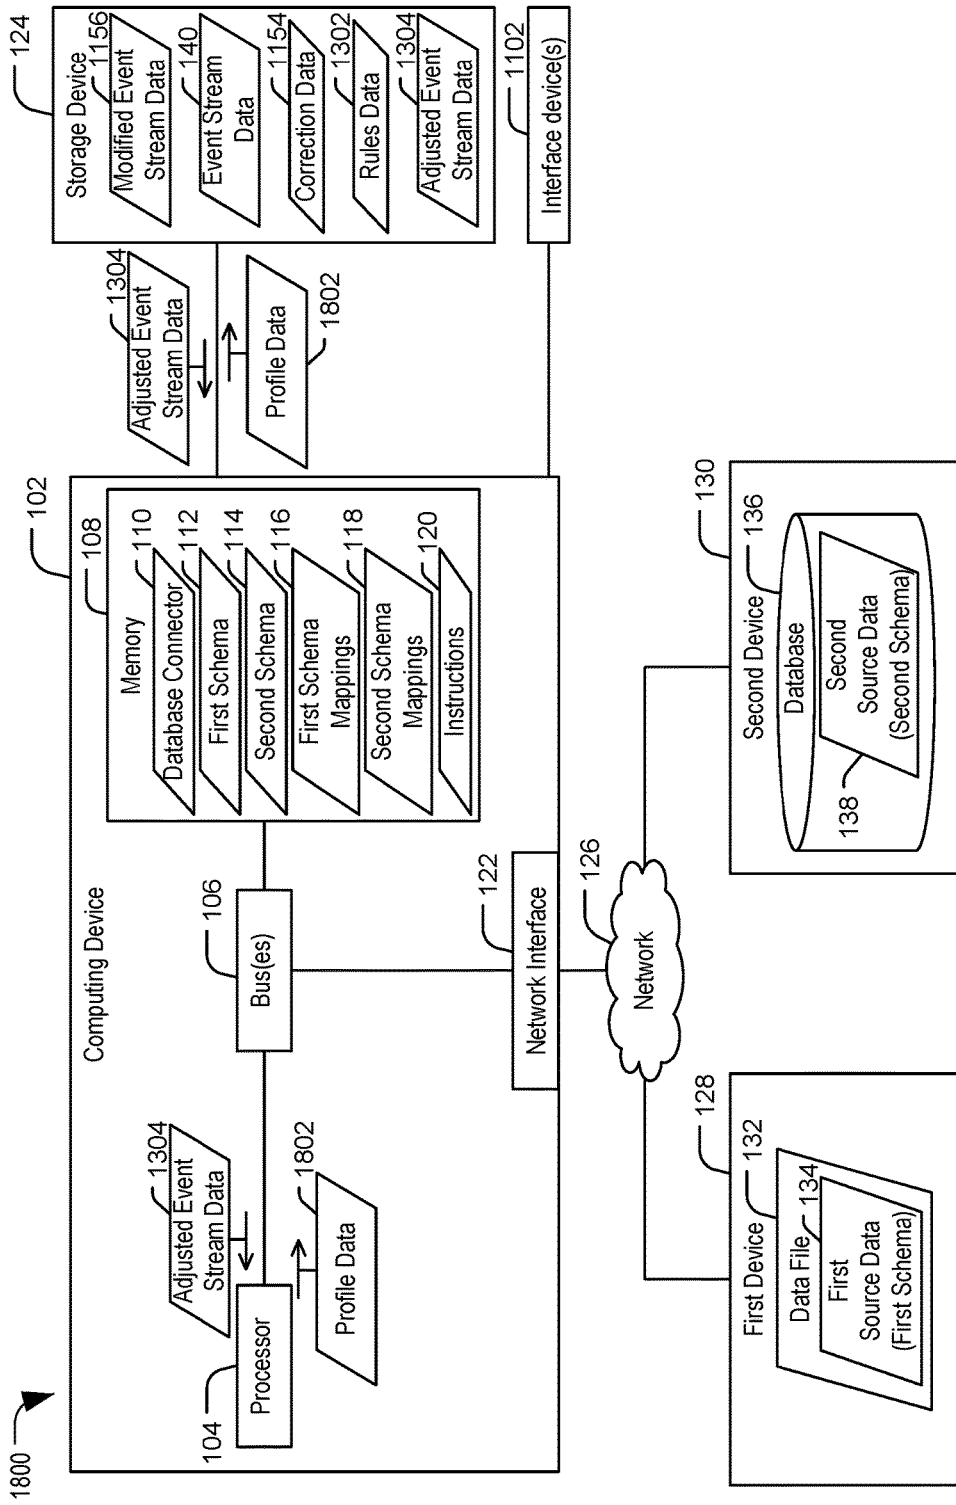 1800
Computing Device
102
104
Processor
Adjusted Event
Stream Data
1304
Profile Data
1802
Bus(es)
106
108
Memory
Database Connector
110
First Schema
112
Second Schema
114
First Schema
Mappings
116
Second Schema
Mappings
118
Instructions
120
Network Interface
122
Adjusted Event
Stream Data
1304
Profile Data
1802
124
Storage Device
Modified Event
Stream Data
1156
Event Stream
Data
140
Correction Data
1154
Rules Data
1302
Adjusted Event
Stream Data
1304
Interface device(s)
1102
Network
126
First Device
128
Data File
132
First
Source Data
(First Schema)
134
Second Device
130
Database
136
Second
Source Data
(Second Schema)
138